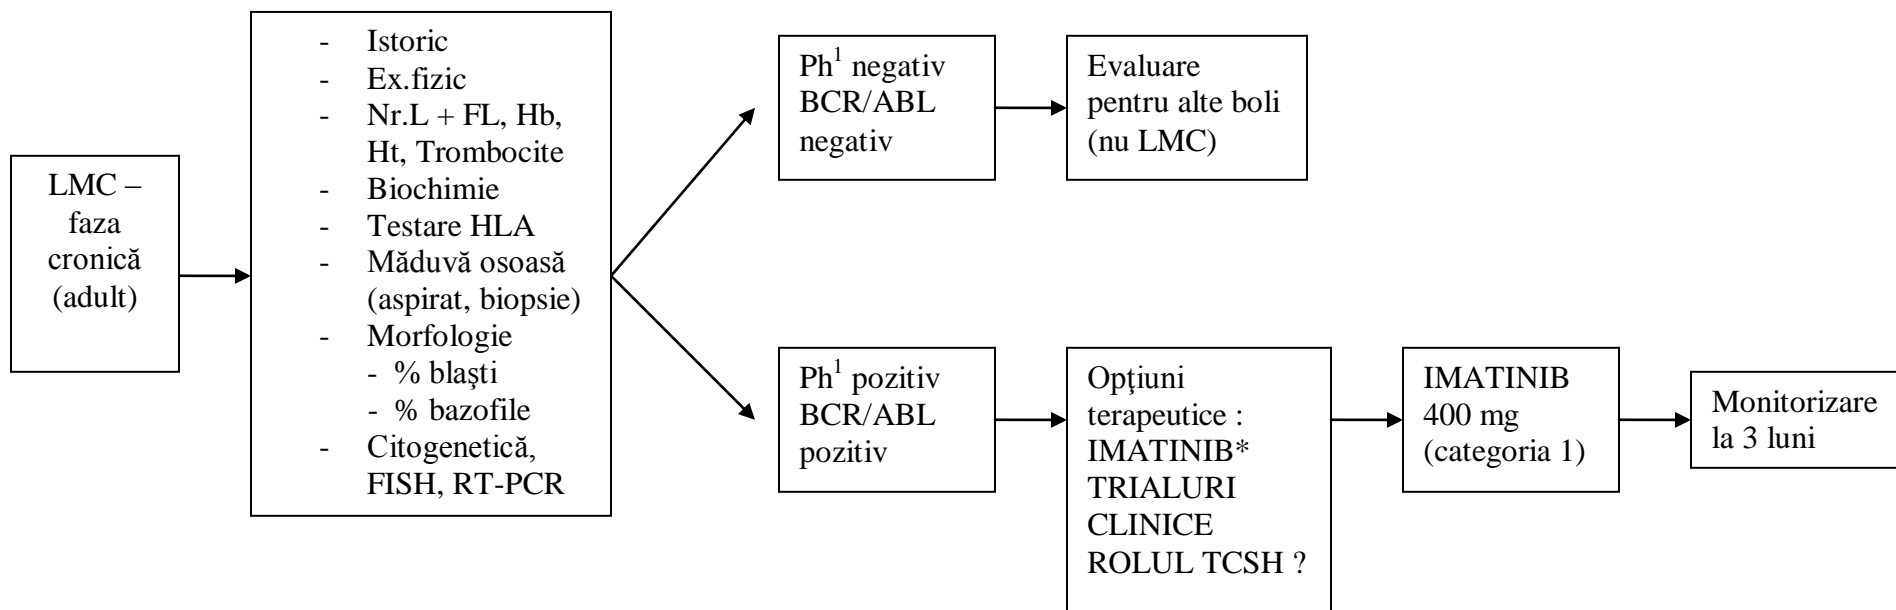 LMC –
faza
cronică
(adult)
- Istoric
- Ex.fizic
- Nr.L + FL, Hb,
Ht, Trombocite
- Biochimie
- Testare HLA
- Măduvă osoasă
(aspirat, biopsie)
- Morfologie
- % blaşti
- % bazofile
- Citogenetică,
FISH, RT-PCR
Ph¹ negativ
BCR/ABL
negativ
Evaluare
pentru alte boli
(nu LMC)
Ph¹ pozitiv
BCR/ABL
pozitiv
Opţiuni
terapeutice :
IMATINIB*
TRIALURI
CLINICE
ROLUL TCSH ?
IMATINIB
400 mg
(categoria 1)
Monitorizare
la 3 luni